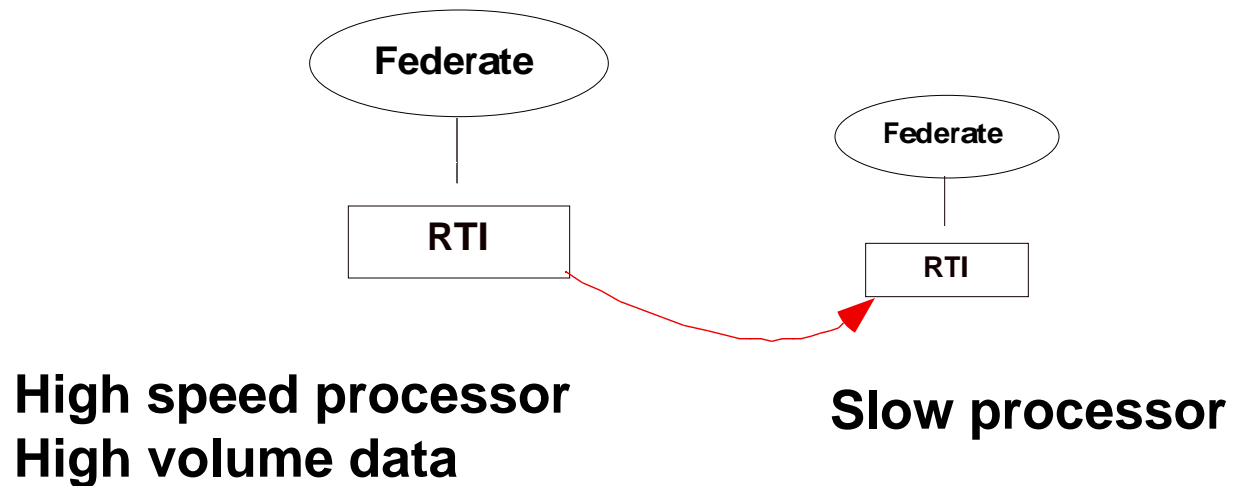 Federate
Federate
RTI
RTI
High speed processor
High volume data
Slow processor